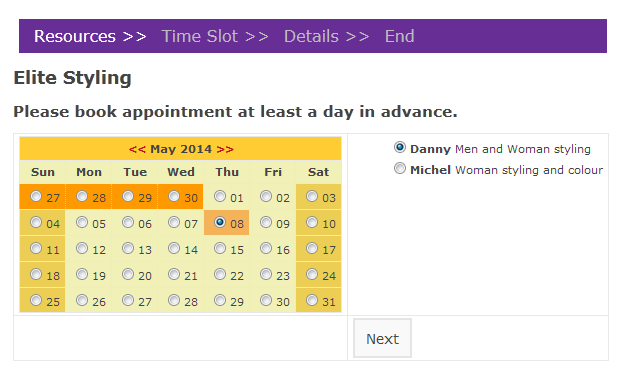 Resources >> Time Slot >> Details >> End
Elite Styling
Please book appointment at least a day in advance.
<< May 2014 >>
Sun Mon Tue Wed Thu Fri Sat
27 28 29 30 01 02 03
04 05 06 07 08 09 10
11 12 13 14 15 16 17
18 19 20 21 22 23 24
25 26 27 28 29 30 31
Danny Men and Woman styling
Michel Woman styling and colour
Next